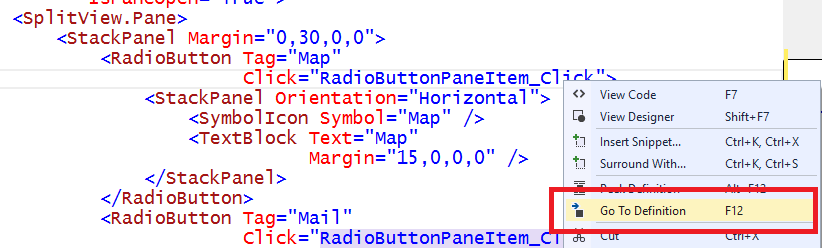 IsPaneOpen="True">
<SplitView.Pane>
<StackPanel Margin="0,30,0,0">
<RadioButton Tag="Map"
Click="RadioButtonPaneItem_Click">
<StackPanel Orientation="Horizontal">
<SymbolIcon Symbol="Map" />
<TextBlock Text="Map"
Margin="15,0,0,0" />
</StackPanel>
</RadioButton>
<RadioButton Tag="Mail"
Click="RadioButtonPaneItem_Cl
View Code F7
View Designer Shift+F7
Insert Snippet... Ctrl+K, Ctrl+X
Surround With... Ctrl+K, Ctrl+S
Peek Definition Alt+F12
Go To Definition F12
Cut Ctrl+X